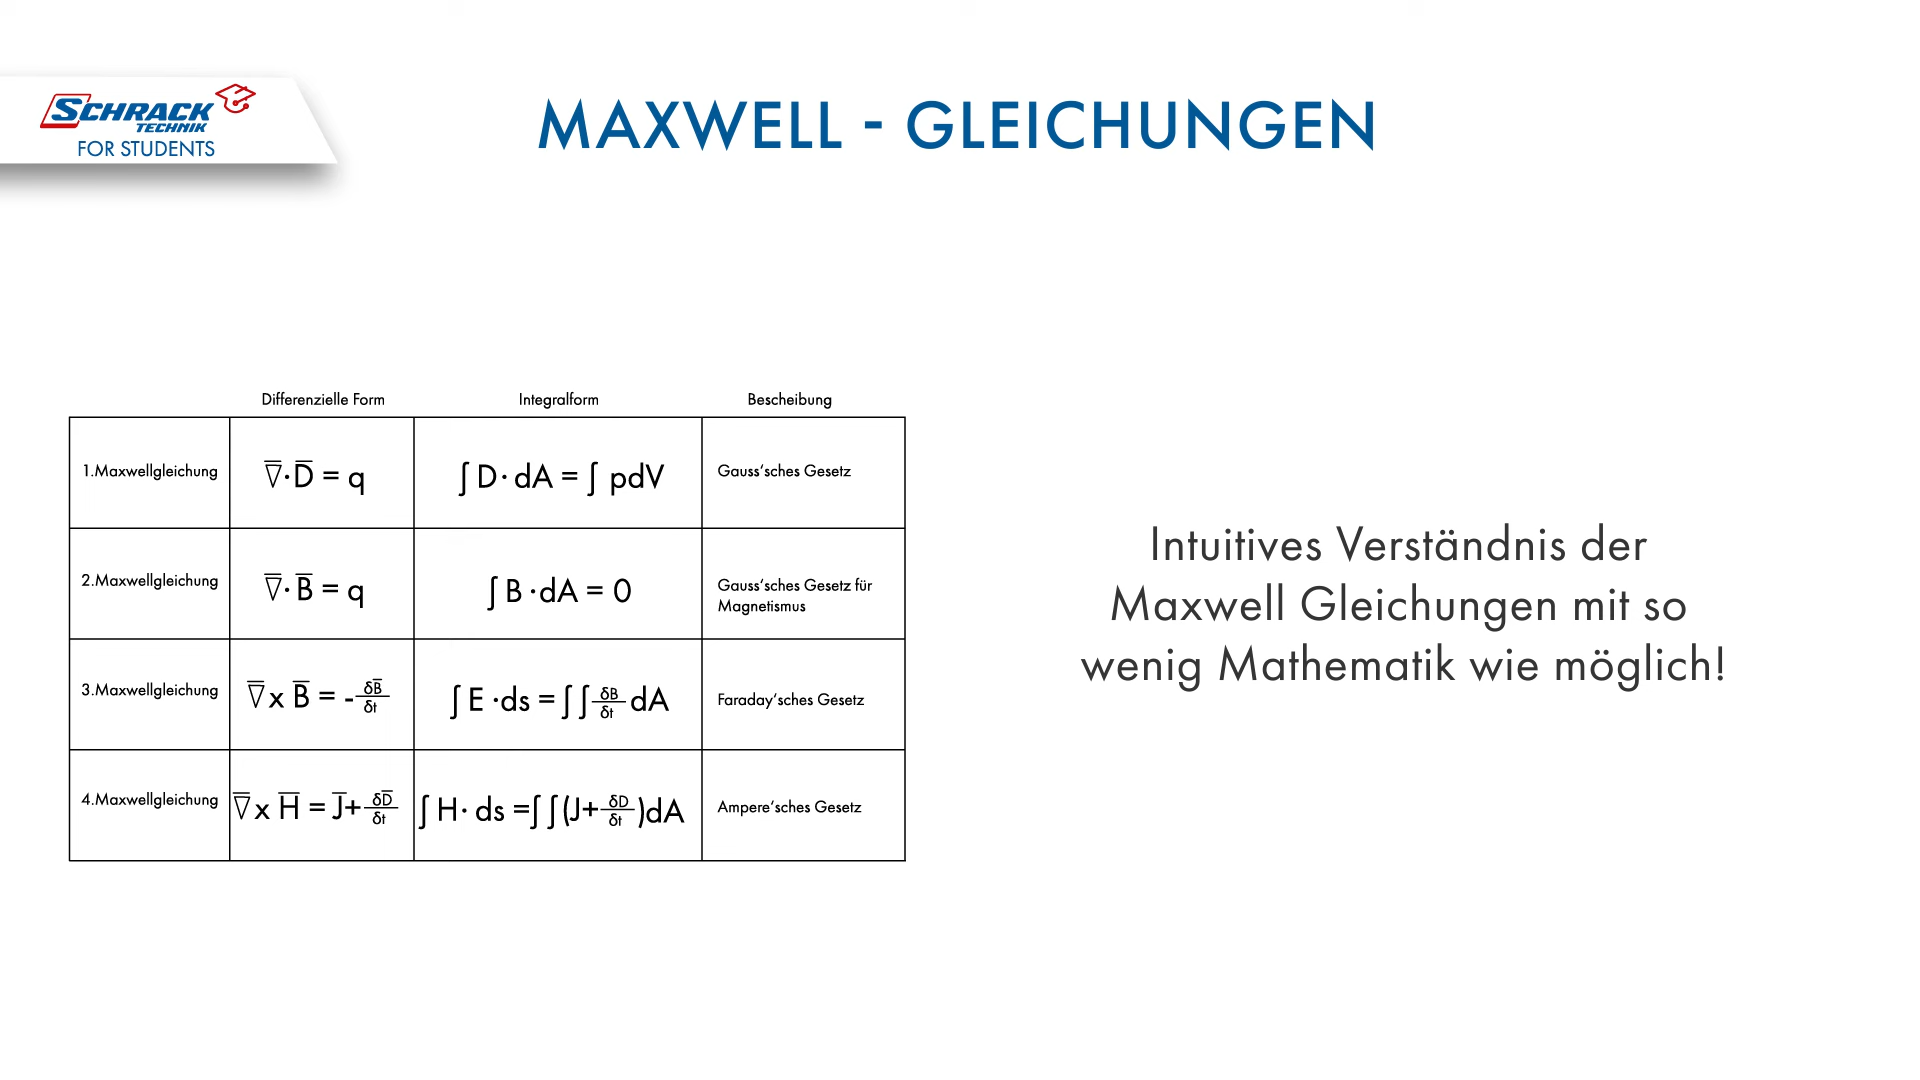 SCHRACK
TECHNIK
FOR STUDENTS
MAXWELL - GLEICHUNGEN
Differenzielle Form Integralform Bescheibung
1.Maxwellgleichung ∇̅·D̅ = q ∫ D· dA = ∫ pdV Gauss‘sches Gesetz
2.Maxwellgleichung ∇̅·B̅ = q ∫ B ·dA = 0 Gauss‘sches Gesetz für
Magnetismus
3.Maxwellgleichung ∇̅x B̅ = -δB̅/δt ∫ E ·ds = ∫ ∫ δB/δt dA Faraday‘sches Gesetz
4.Maxwellgleichung ∇̅x H̅ = J̅+ δD̅/δt ∫ H· ds =∫ ∫ (J+ δD/δt )dA Ampere‘sches Gesetz
Intuitives Verständnis der
Maxwell Gleichungen mit so
wenig Mathematik wie möglich!